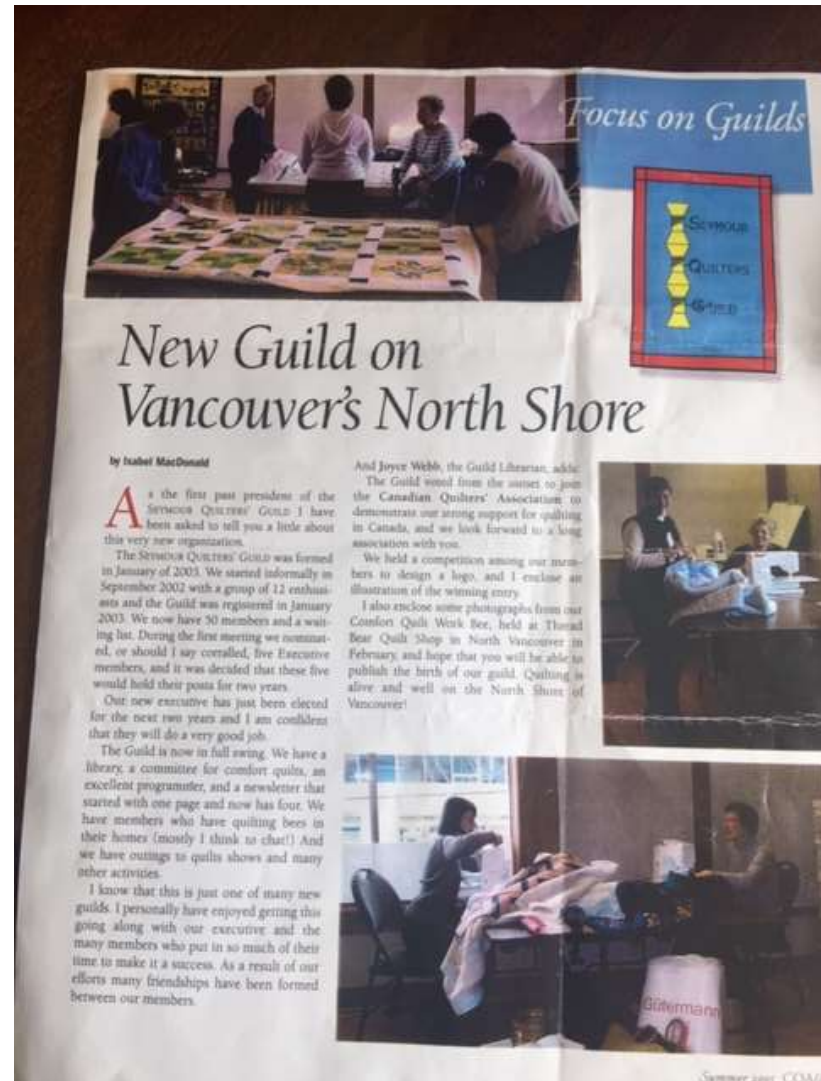 Focus on Guilds
SEYMOUR
QUILTERS
GUILD
New Guild on
Vancouver's North Shore
by Isabel MacDonald
As the first past president of the
SEYMOUR QUILTERS' GUILD I have
been asked to tell you a little about
this very new organization.
The SEYMOUR QUILTERS' GUILD was formed
in January of 2003. We started informally in
September 2002 with a group of 12 enthusi-
asts and the Guild was registered in January
2003. We now have 50 members and a wait-
ing list. During the first meeting we nominat-
ed, or should I say corralled, five Executive
members, and it was decided that these five
would hold their posts for two years.
Our new executive has just been elected
for the next two years and I am confident
that they will do a very good job.
The Guild is now in full swing. We have a
library, a committee for comfort quilts, an
excellent programmer, and a newsletter that
started with one page and now has four. We
have members who have quilting bees in
their homes (mostly I think to chat!) And
we have outings to quilts shows and many
other activities.
I know that this is just one of many new
guilds. I personally have enjoyed getting this
going along with our executive and the
many members who put in so much of their
time to make it a success. As a result of our
efforts many friendships have been formed
between our members.
And Joyce Webb, the Guild Librarian, adds:
The Guild voted from the outset to join
the Canadian Quilters' Association to
demonstrate our strong support for quilting
in Canada, and we look forward to a long
association with you.
We held a competition among our mem-
bers to design a logo, and I enclose an
illustration of the winning entry.
I also enclose some photographs from our
Comfort Quilt Work Bee, held at Thread
Bear Quilt Shop in North Vancouver in
February, and hope that you will be able to
publish the birth of our guild. Quilting is
alive and well on the North Shore of
Vancouver!
Gütermann
Summer